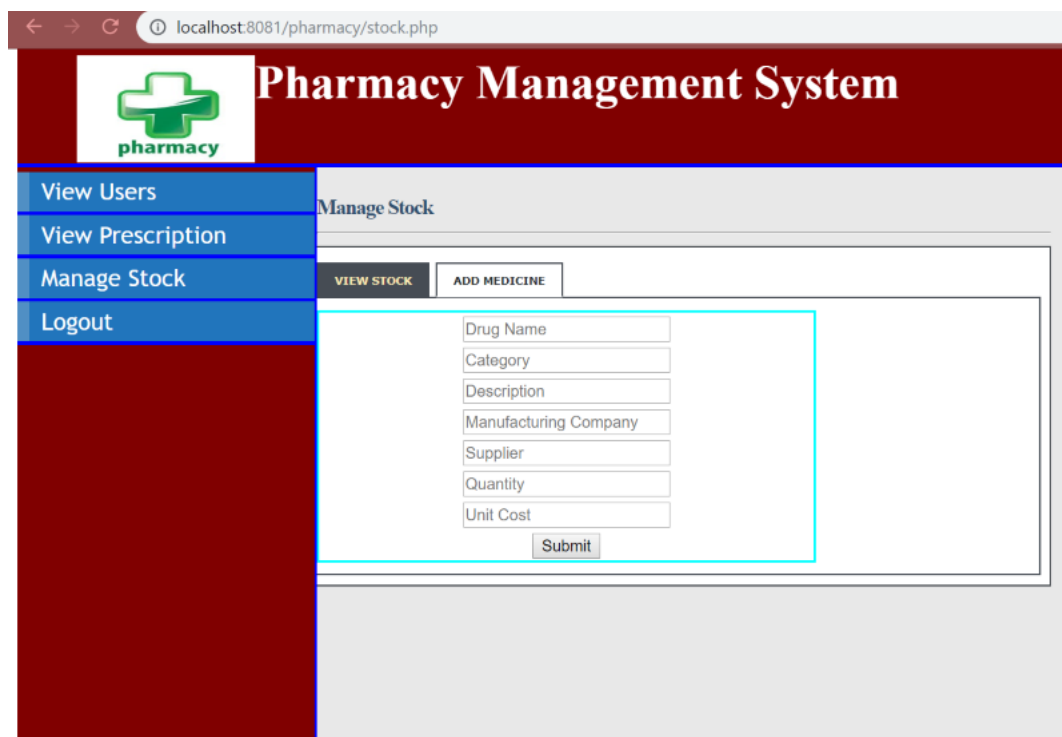 localhost:8081/pharmacy/stock.php
Pharmacy Management System
pharmacy
View Users
View Prescription
Manage Stock
Logout
Manage Stock
VIEW STOCK
ADD MEDICINE
Drug Name
Category
Description
Manufacturing Company
Supplier
Quantity
Unit Cost
Submit